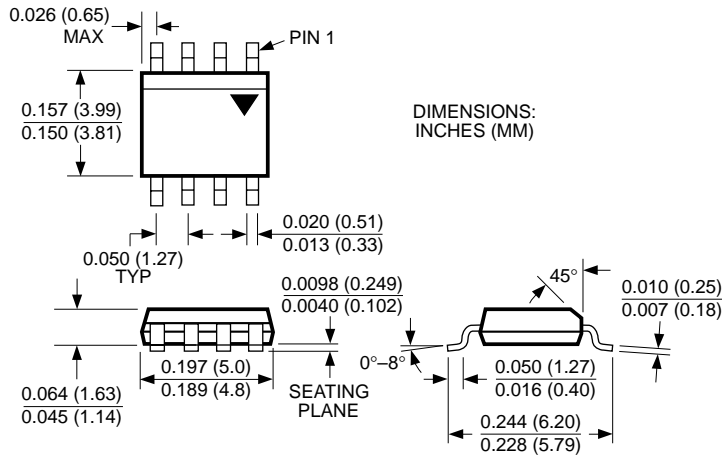 0.026 (0.65)
MAX
PIN 1
0.157 (3.99)
0.150 (3.81)
DIMENSIONS:
INCHES (MM)
0.050 (1.27)
TYP
0.020 (0.51)
0.013 (0.33)
0.0098 (0.249)
0.0040 (0.102)
45°
0.010 (0.25)
0.007 (0.18)
0.064 (1.63)
0.045 (1.14)
0.197 (5.0)
0.189 (4.8)
SEATING
PLANE
0°–8°
0.050 (1.27)
0.016 (0.40)
0.244 (6.20)
0.228 (5.79)